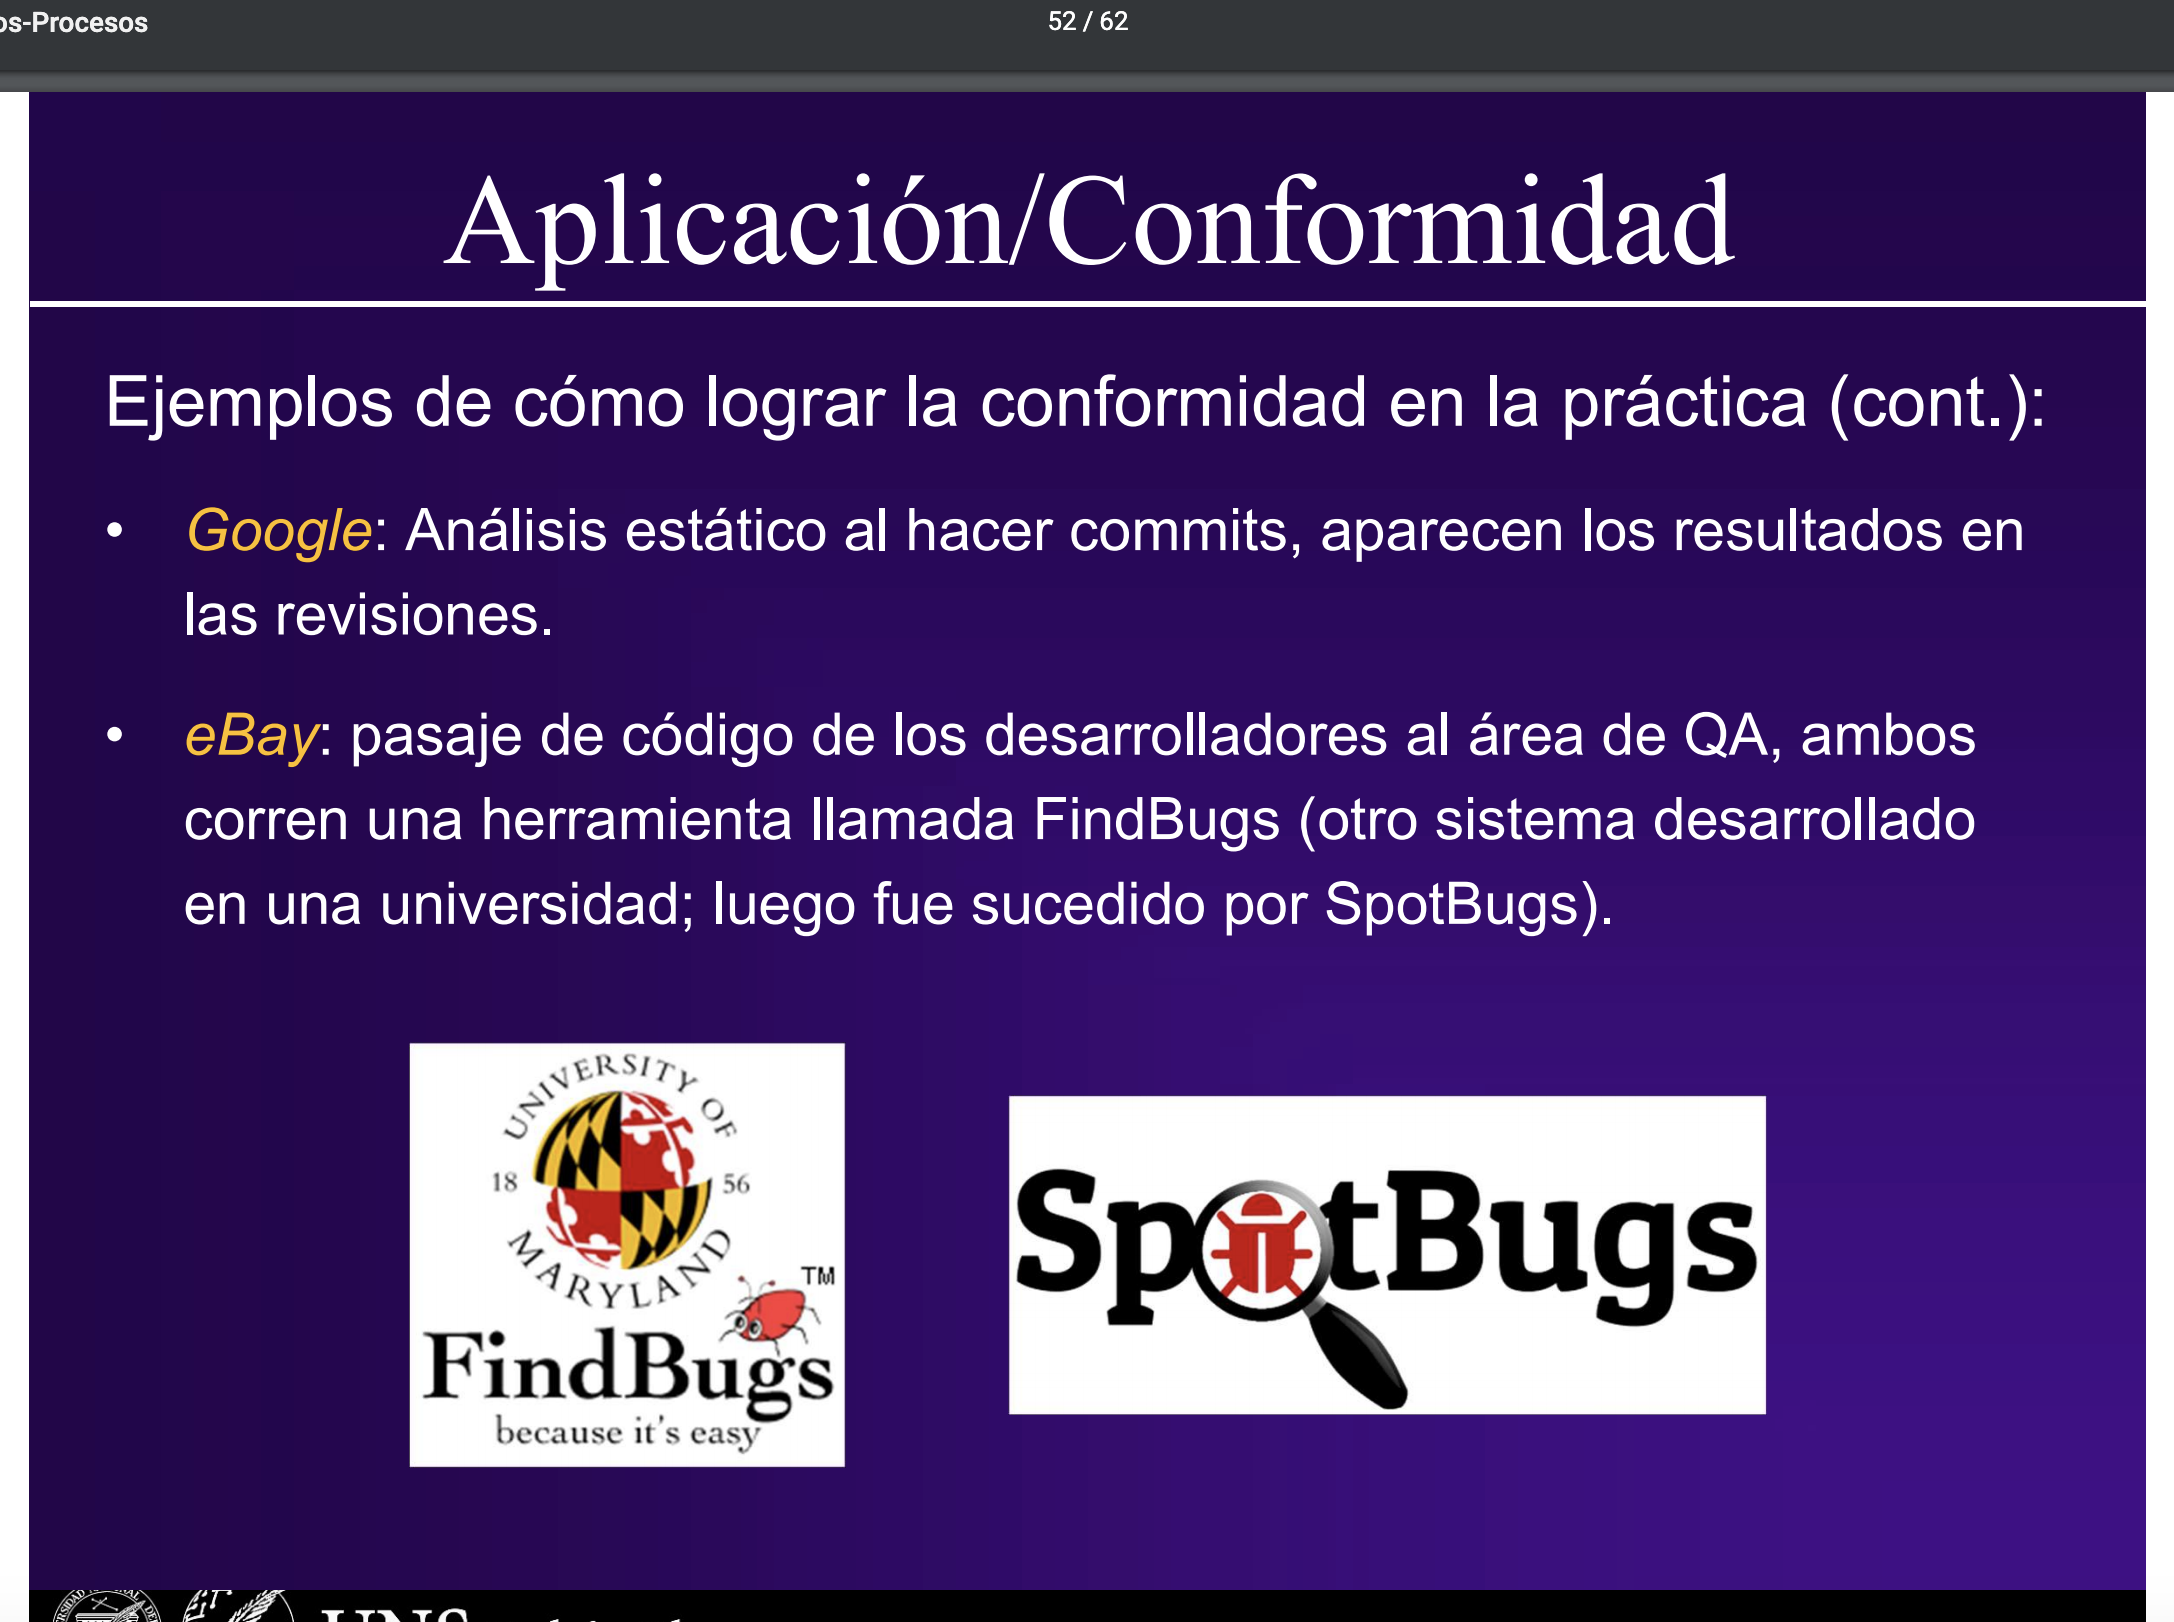 os-Procesos
52 / 62
Aplicación/Conformidad
Ejemplos de cómo lograr la conformidad en la práctica (cont.):
• Google: Análisis estático al hacer commits, aparecen los resultados en
las revisiones.
• eBay: pasaje de código de los desarrolladores al área de QA, ambos
corren una herramienta llamada FindBugs (otro sistema desarrollado
en una universidad; luego fue sucedido por SpotBugs).
UNIVERSITY OF
18 56
MARYLAND
TM
FindBugs
because it's easy
SpotBugs